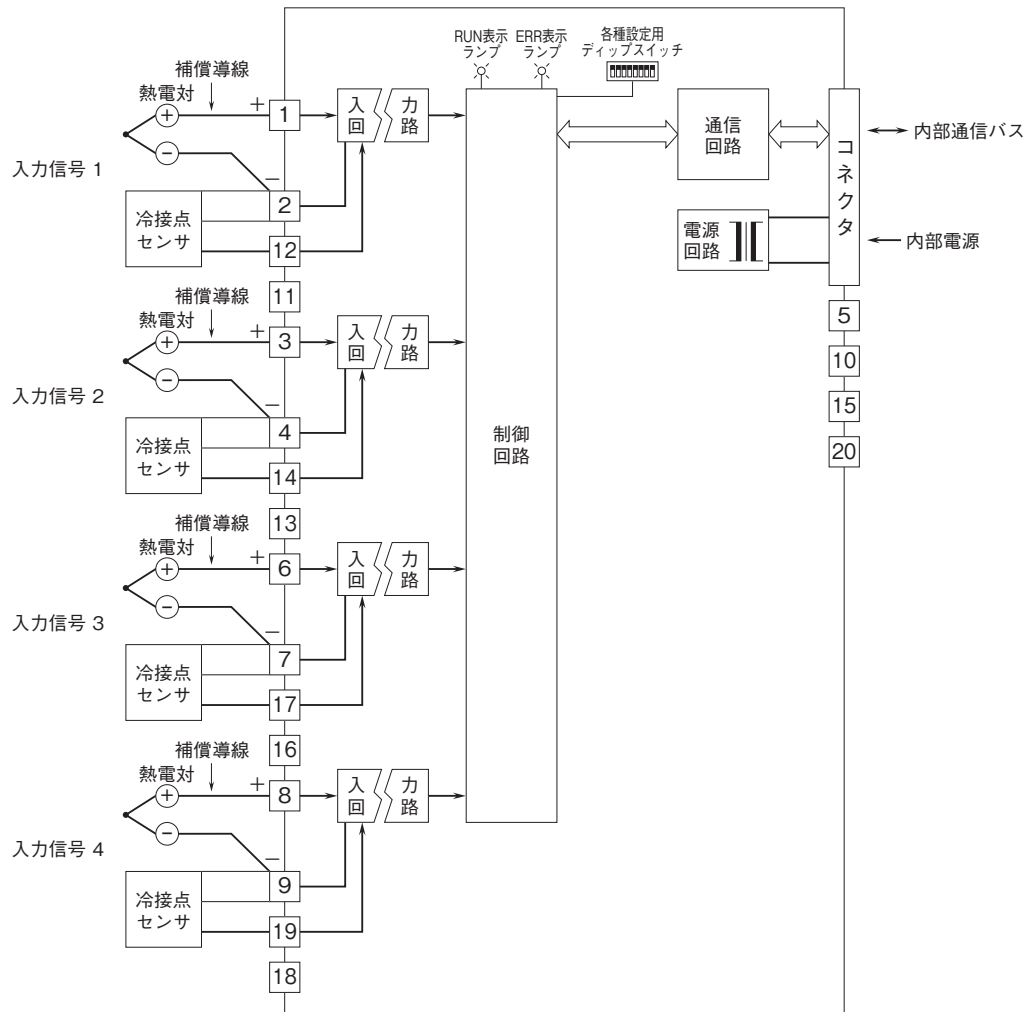 RUN表示
ランプ
ERR表示
ランプ
各種設定用
ディップスイッチ
補償導線
熱電対
+
+
−
−
入力信号 1
冷接点
センサ
1
2
12
11
入 力
回 路
補償導線
熱電対
+
+
−
−
入力信号 2
冷接点
センサ
3
4
14
13
入 力
回 路
補償導線
熱電対
+
+
−
−
入力信号 3
冷接点
センサ
6
7
17
16
入 力
回 路
補償導線
熱電対
+
+
−
−
入力信号 4
冷接点
センサ
8
9
19
18
入 力
回 路
制御
回路
通信
回路
電源
回路
コネクタ
内部通信バス
内部電源
5
10
15
20